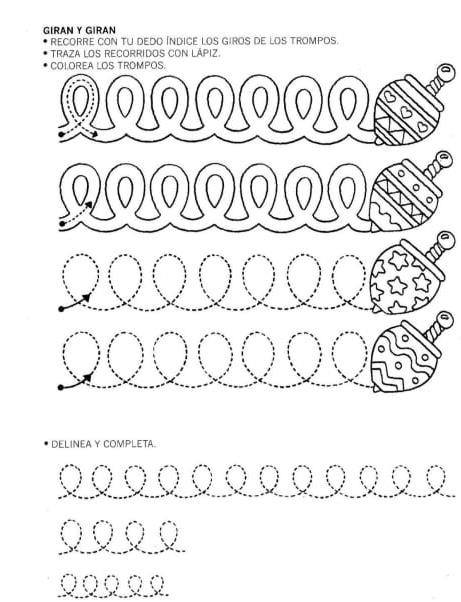 GIRAN Y GIRAN
• RECORRE CON TU DEDO ÍNDICE LOS GIROS DE LOS TROMPOS.
• TRAZA LOS RECORRIDOS CON LÁPIZ.
• COLOREA LOS TROMPOS.
• DELINEA Y COMPLETA.